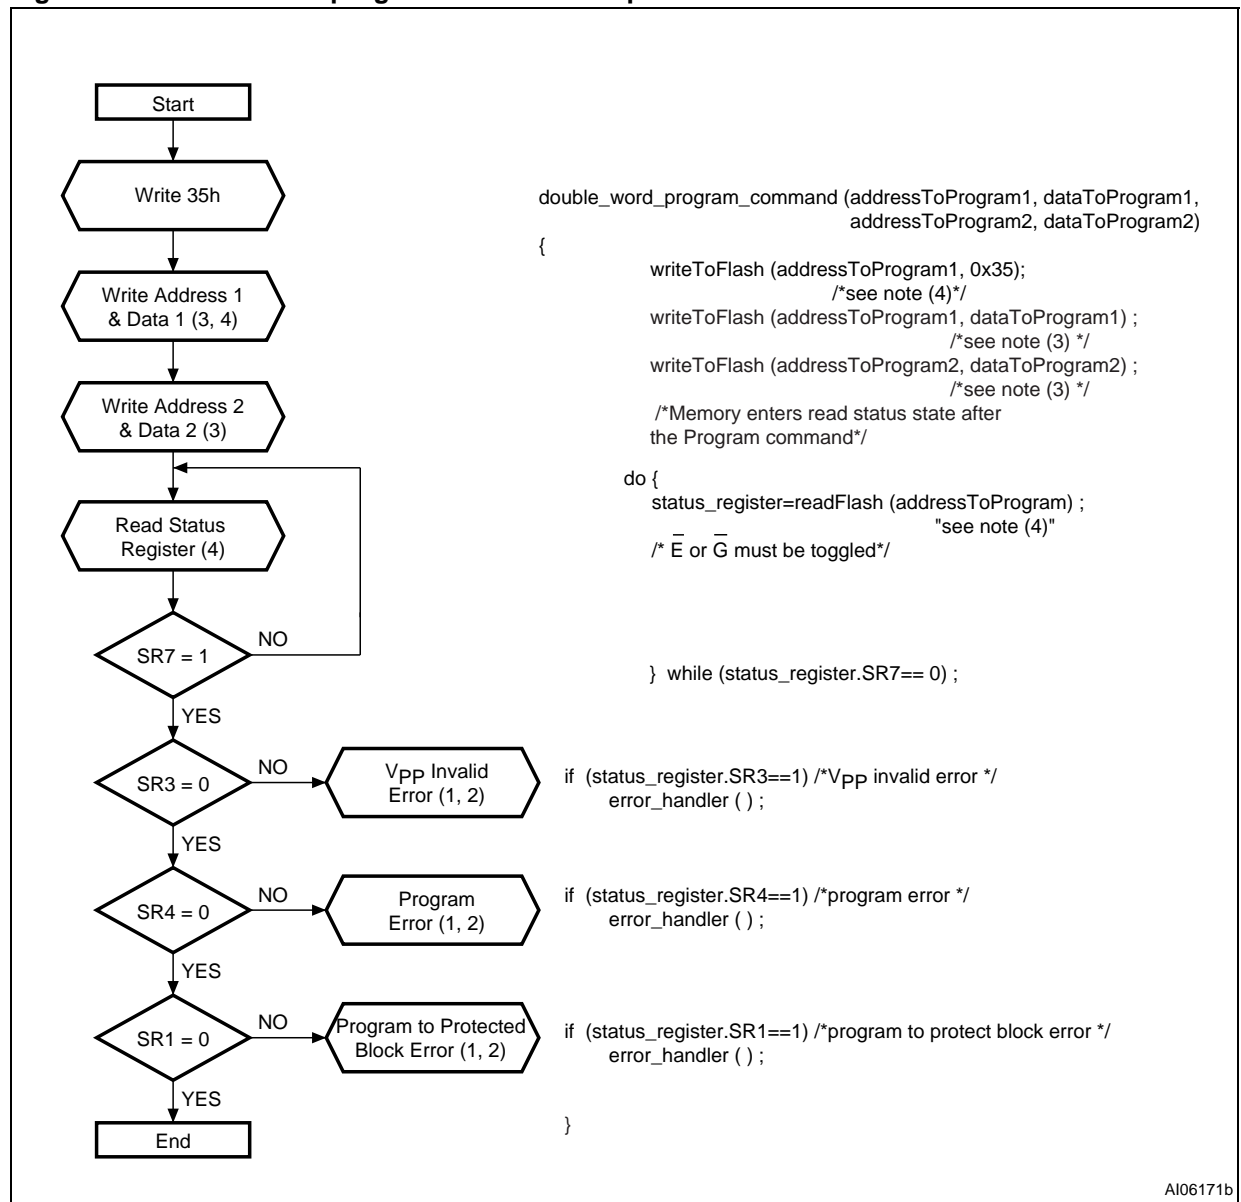 Start
Write 35h
Write Address 1
& Data 1 (3, 4)
Write Address 2
& Data 2 (3)
Read Status
Register (4)
SR7 = 1
NO
YES
SR3 = 0
NO
VPP Invalid
Error (1, 2)
YES
SR4 = 0
NO
Program
Error (1, 2)
YES
SR1 = 0
NO
Program to Protected
Block Error (1, 2)
YES
End
double_word_program_command (addressToProgram1, dataToProgram1,
addressToProgram2, dataToProgram2)
{
writeToFlash (addressToProgram1, 0x35);
/*see note (4)*/
writeToFlash (addressToProgram1, dataToProgram1) ;
/*see note (3) */
writeToFlash (addressToProgram2, dataToProgram2) ;
/*see note (3) */
/*Memory enters read status state after
the Program command*/
do {
status_register=readFlash (addressToProgram) ;
"see note (4)"
/* E̅ or G̅ must be toggled*/
} while (status_register.SR7== 0) ;
if (status_register.SR3==1) /*VPP invalid error */
error_handler ( ) ;
if (status_register.SR4==1) /*program error */
error_handler ( ) ;
if (status_register.SR1==1) /*program to protect block error */
error_handler ( ) ;
}
AI06171b